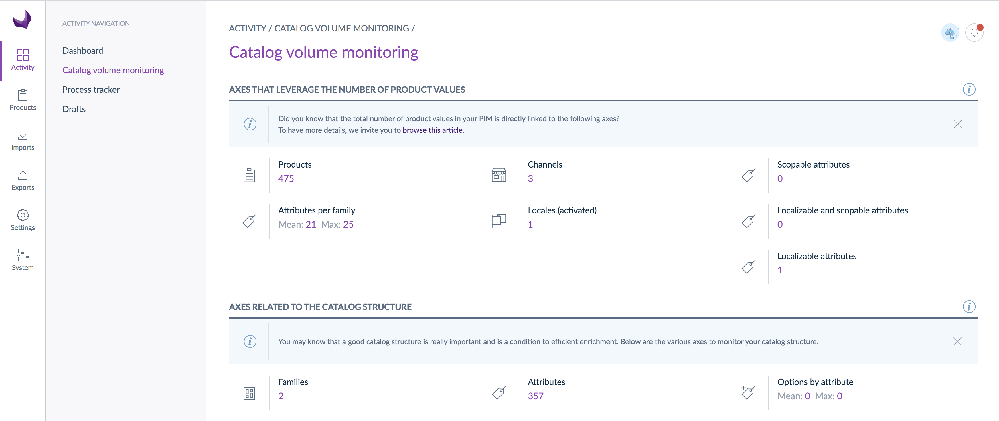 ACTIVITY NAVIGATION
Dashboard
Catalog volume monitoring
Process tracker
Drafts
Activity
Products
Imports
Exports
Settings
System
ACTIVITY / CATALOG VOLUME MONITORING /
Catalog volume monitoring
AXES THAT LEVERAGE THE NUMBER OF PRODUCT VALUES
Did you know that the total number of product values in your PIM is directly linked to the following axes?
To have more details, we invite you to browse this article.
Products
475
Channels
3
Scopable attributes
0
Attributes per family
Mean: 21 Max: 25
Locales (activated)
1
Localizable and scopable attributes
0
Localizable attributes
1
AXES RELATED TO THE CATALOG STRUCTURE
You may know that a good catalog structure is really important and is a condition to efficient enrichment. Below are the various axes to monitor your catalog structure.
Families
2
Attributes
357
Options by attribute
Mean: 0 Max: 0